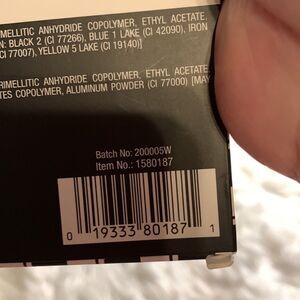 RIMELLITIC ANHYDRIDE COPOLYMER, ETHYL ACETATE,
N: BLACK 2 (CI 77266), BLUE 1 LAKE (CI 42090), IRON
CI 77007), YELLOW 5 LAKE (CI 19140)]
RIMELLITIC ANHYDRIDE COPOLYMER, ETHYL ACETATE,
TES COPOLYMER, ALUMINUM POWDER (CI 77000) [MAY
Batch No: 200005W
Item No.: 1580187
0 19333 80187 1